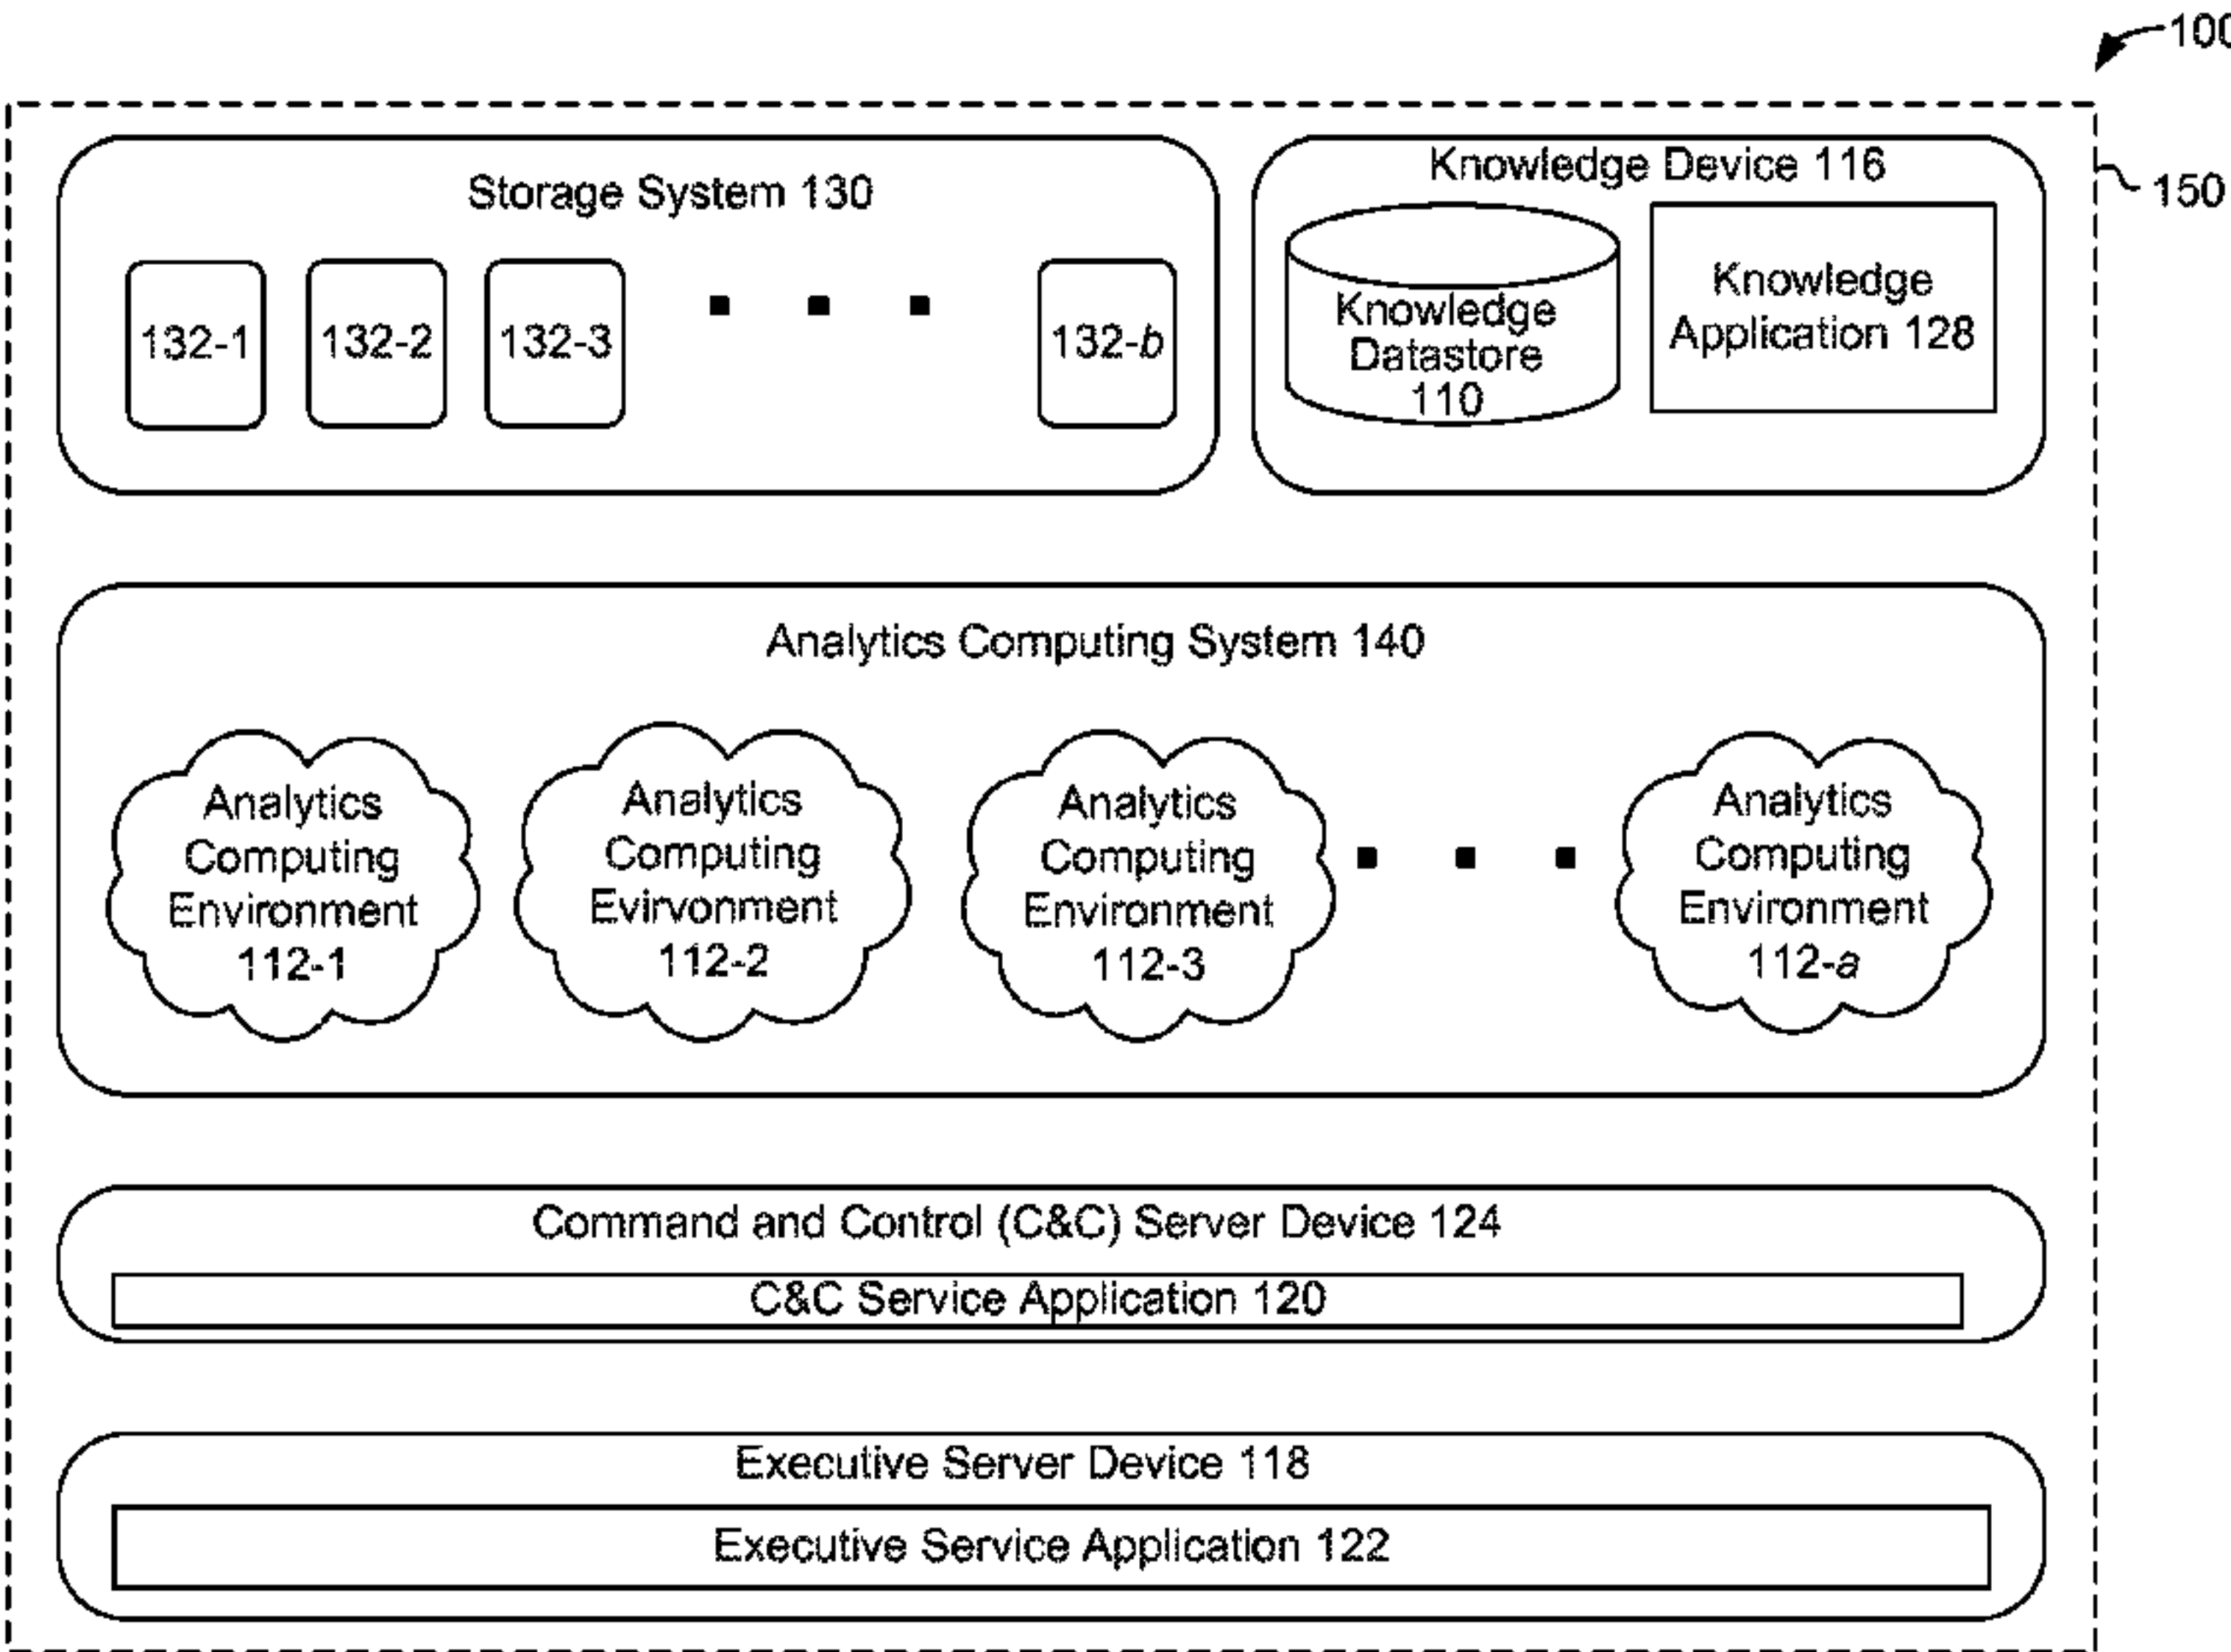 100
Storage System 130
132-1
132-2
132-3
132-b
Knowledge Device 116
Knowledge
Datastore
110
Knowledge
Application 128
150
Analytics Computing System 140
Analytics
Computing
Environment
112-1
Analytics
Computing
Evirvonment
112-2
Analytics
Computing
Environment
112-3
Analytics
Computing
Environment
112-a
Command and Control (C&C) Server Device 124
C&C Service Application 120
Executive Server Device 118
Executive Service Application 122